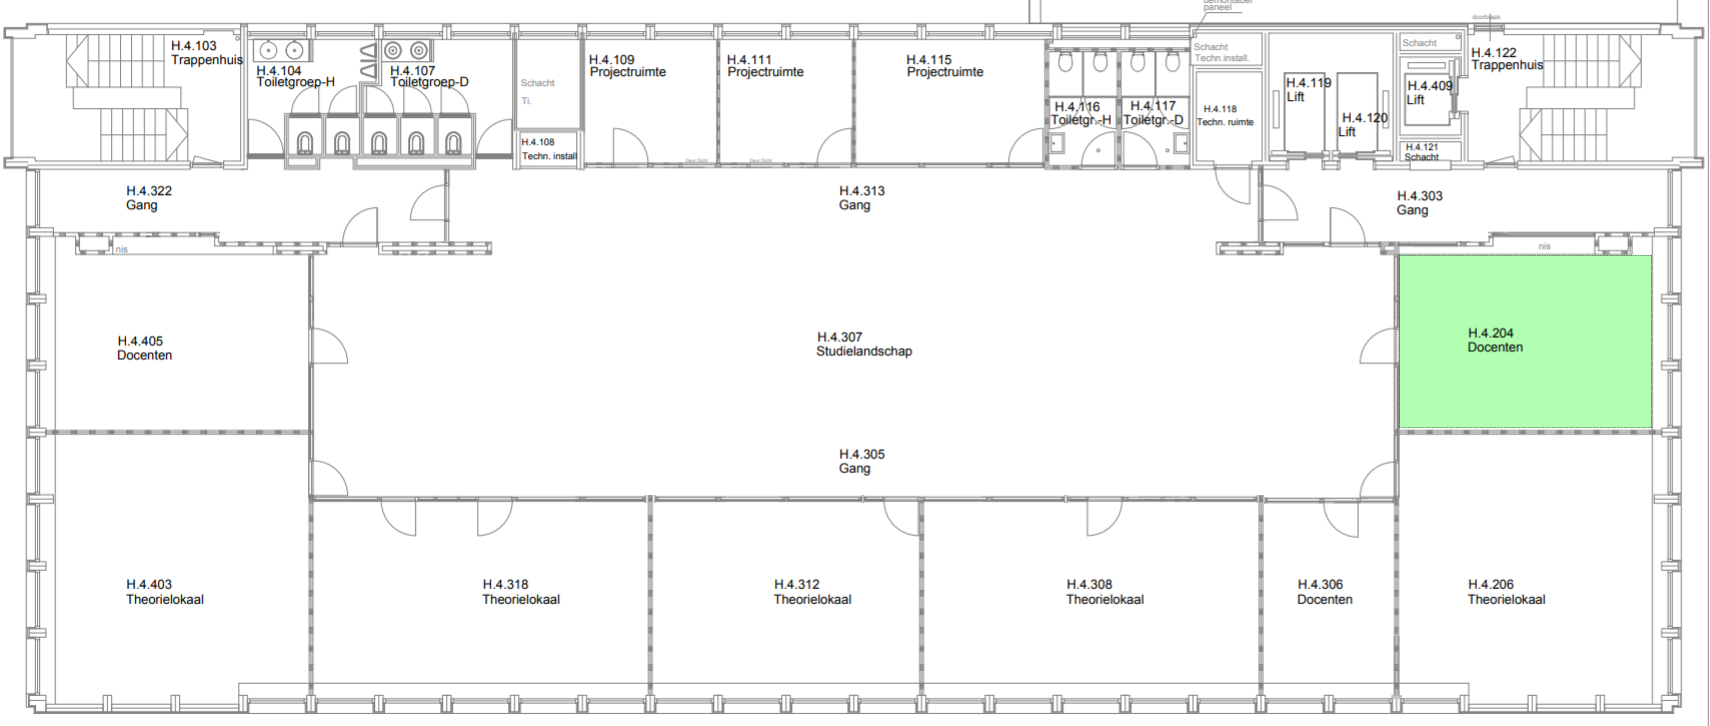 demontabel
paneel
doorbraak
H.4.103
Trappenhuis
H.4.104
Toiletgroep-H
H.4.107
Toiletgroep-D
Schacht
Ti.
H.4.108
Techn. install
H.4.109
Projectruimte
H.4.111
Projectruimte
H.4.115
Projectruimte
H.4.116
Toiletgr.-H
H.4.117
Toiletgr.-D
Schacht
Techn.install.
H.4.118
Techn. ruimte
H.4.119
Lift
H.4.120
Lift
Schacht
H.4.409
Lift
H.4.121
Schacht
H.4.122
Trappenhuis
H.4.322
Gang
H.4.313
Gang
H.4.303
Gang
nis
nis
H.4.405
Docenten
H.4.307
Studielandschap
H.4.204
Docenten
H.4.305
Gang
H.4.403
Theorielokaal
H.4.318
Theorielokaal
H.4.312
Theorielokaal
H.4.308
Theorielokaal
H.4.306
Docenten
H.4.206
Theorielokaal